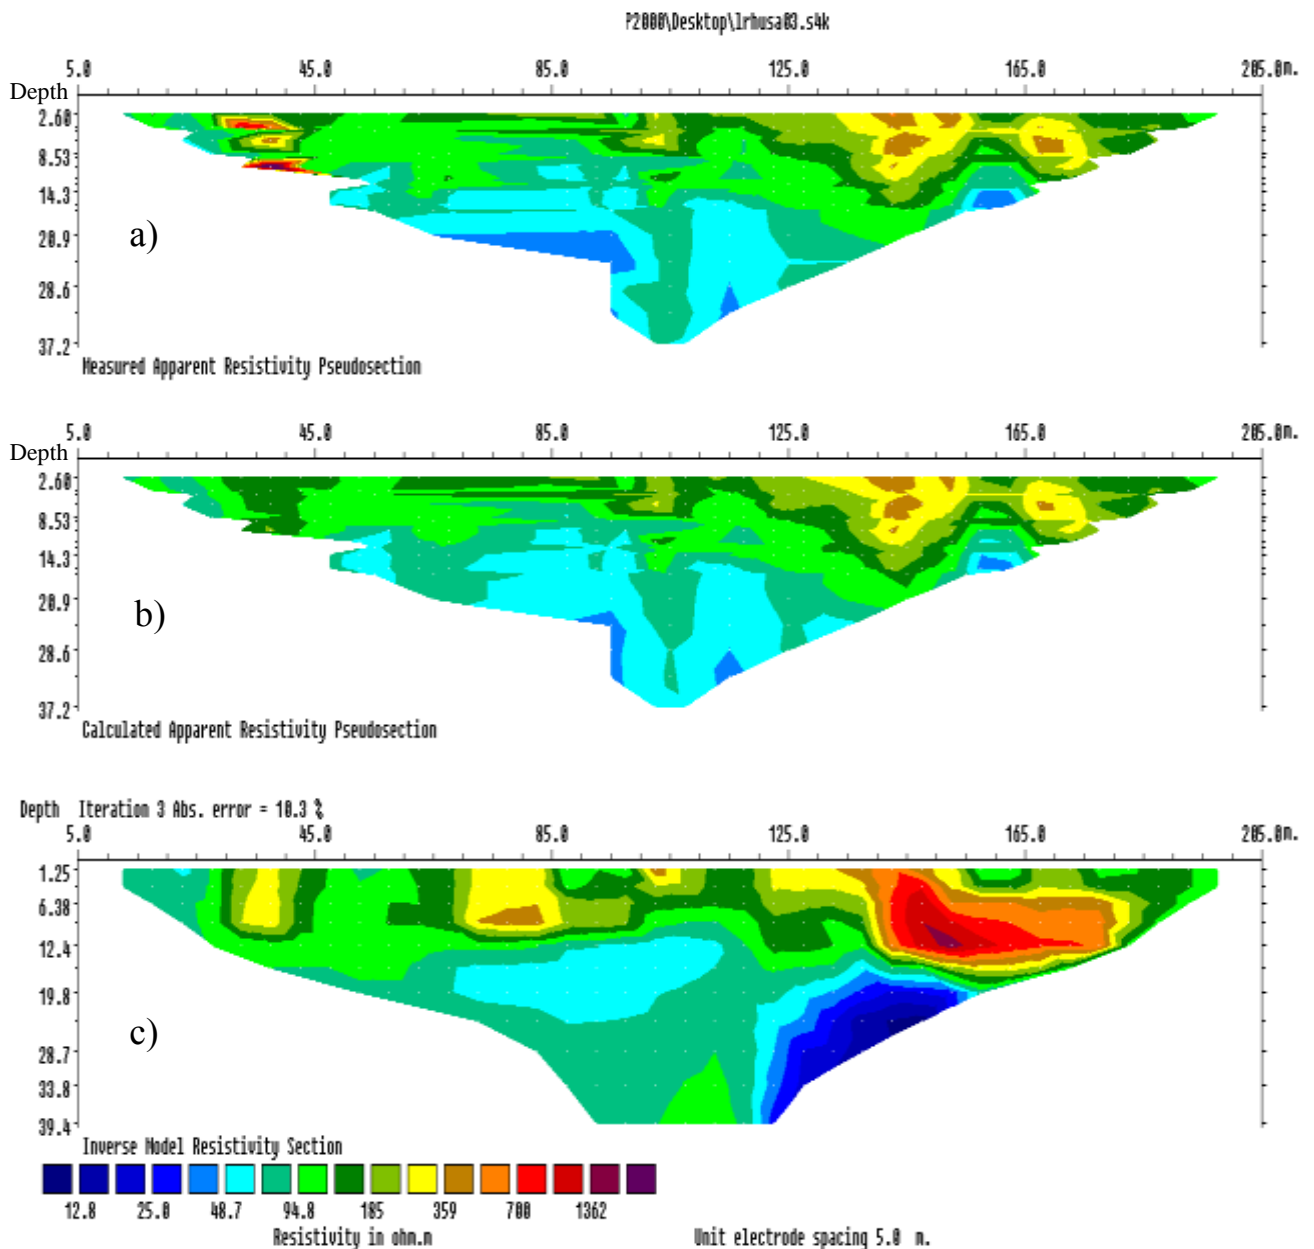 P2000\Desktop\lrhusa03.s4k
5.0 45.0 85.0 125.0 165.0 205.0m.
Depth
2.60
8.53
14.3
20.9
28.6
37.2
a)
Measured Apparent Resistivity Pseudosection
5.0 45.0 85.0 125.0 165.0 205.0m.
Depth
2.60
8.53
14.3
20.9
28.6
37.2
b)
Calculated Apparent Resistivity Pseudosection
Depth Iteration 3 Abs. error = 10.3 %
5.0 45.0 85.0 125.0 165.0 205.0m.
1.25
6.38
12.4
19.8
28.7
33.8
39.4
c)
Inverse Model Resistivity Section
12.8 25.0 48.7 94.8 185 359 700 1362
Resistivity in ohm.m Unit electrode spacing 5.0 m.